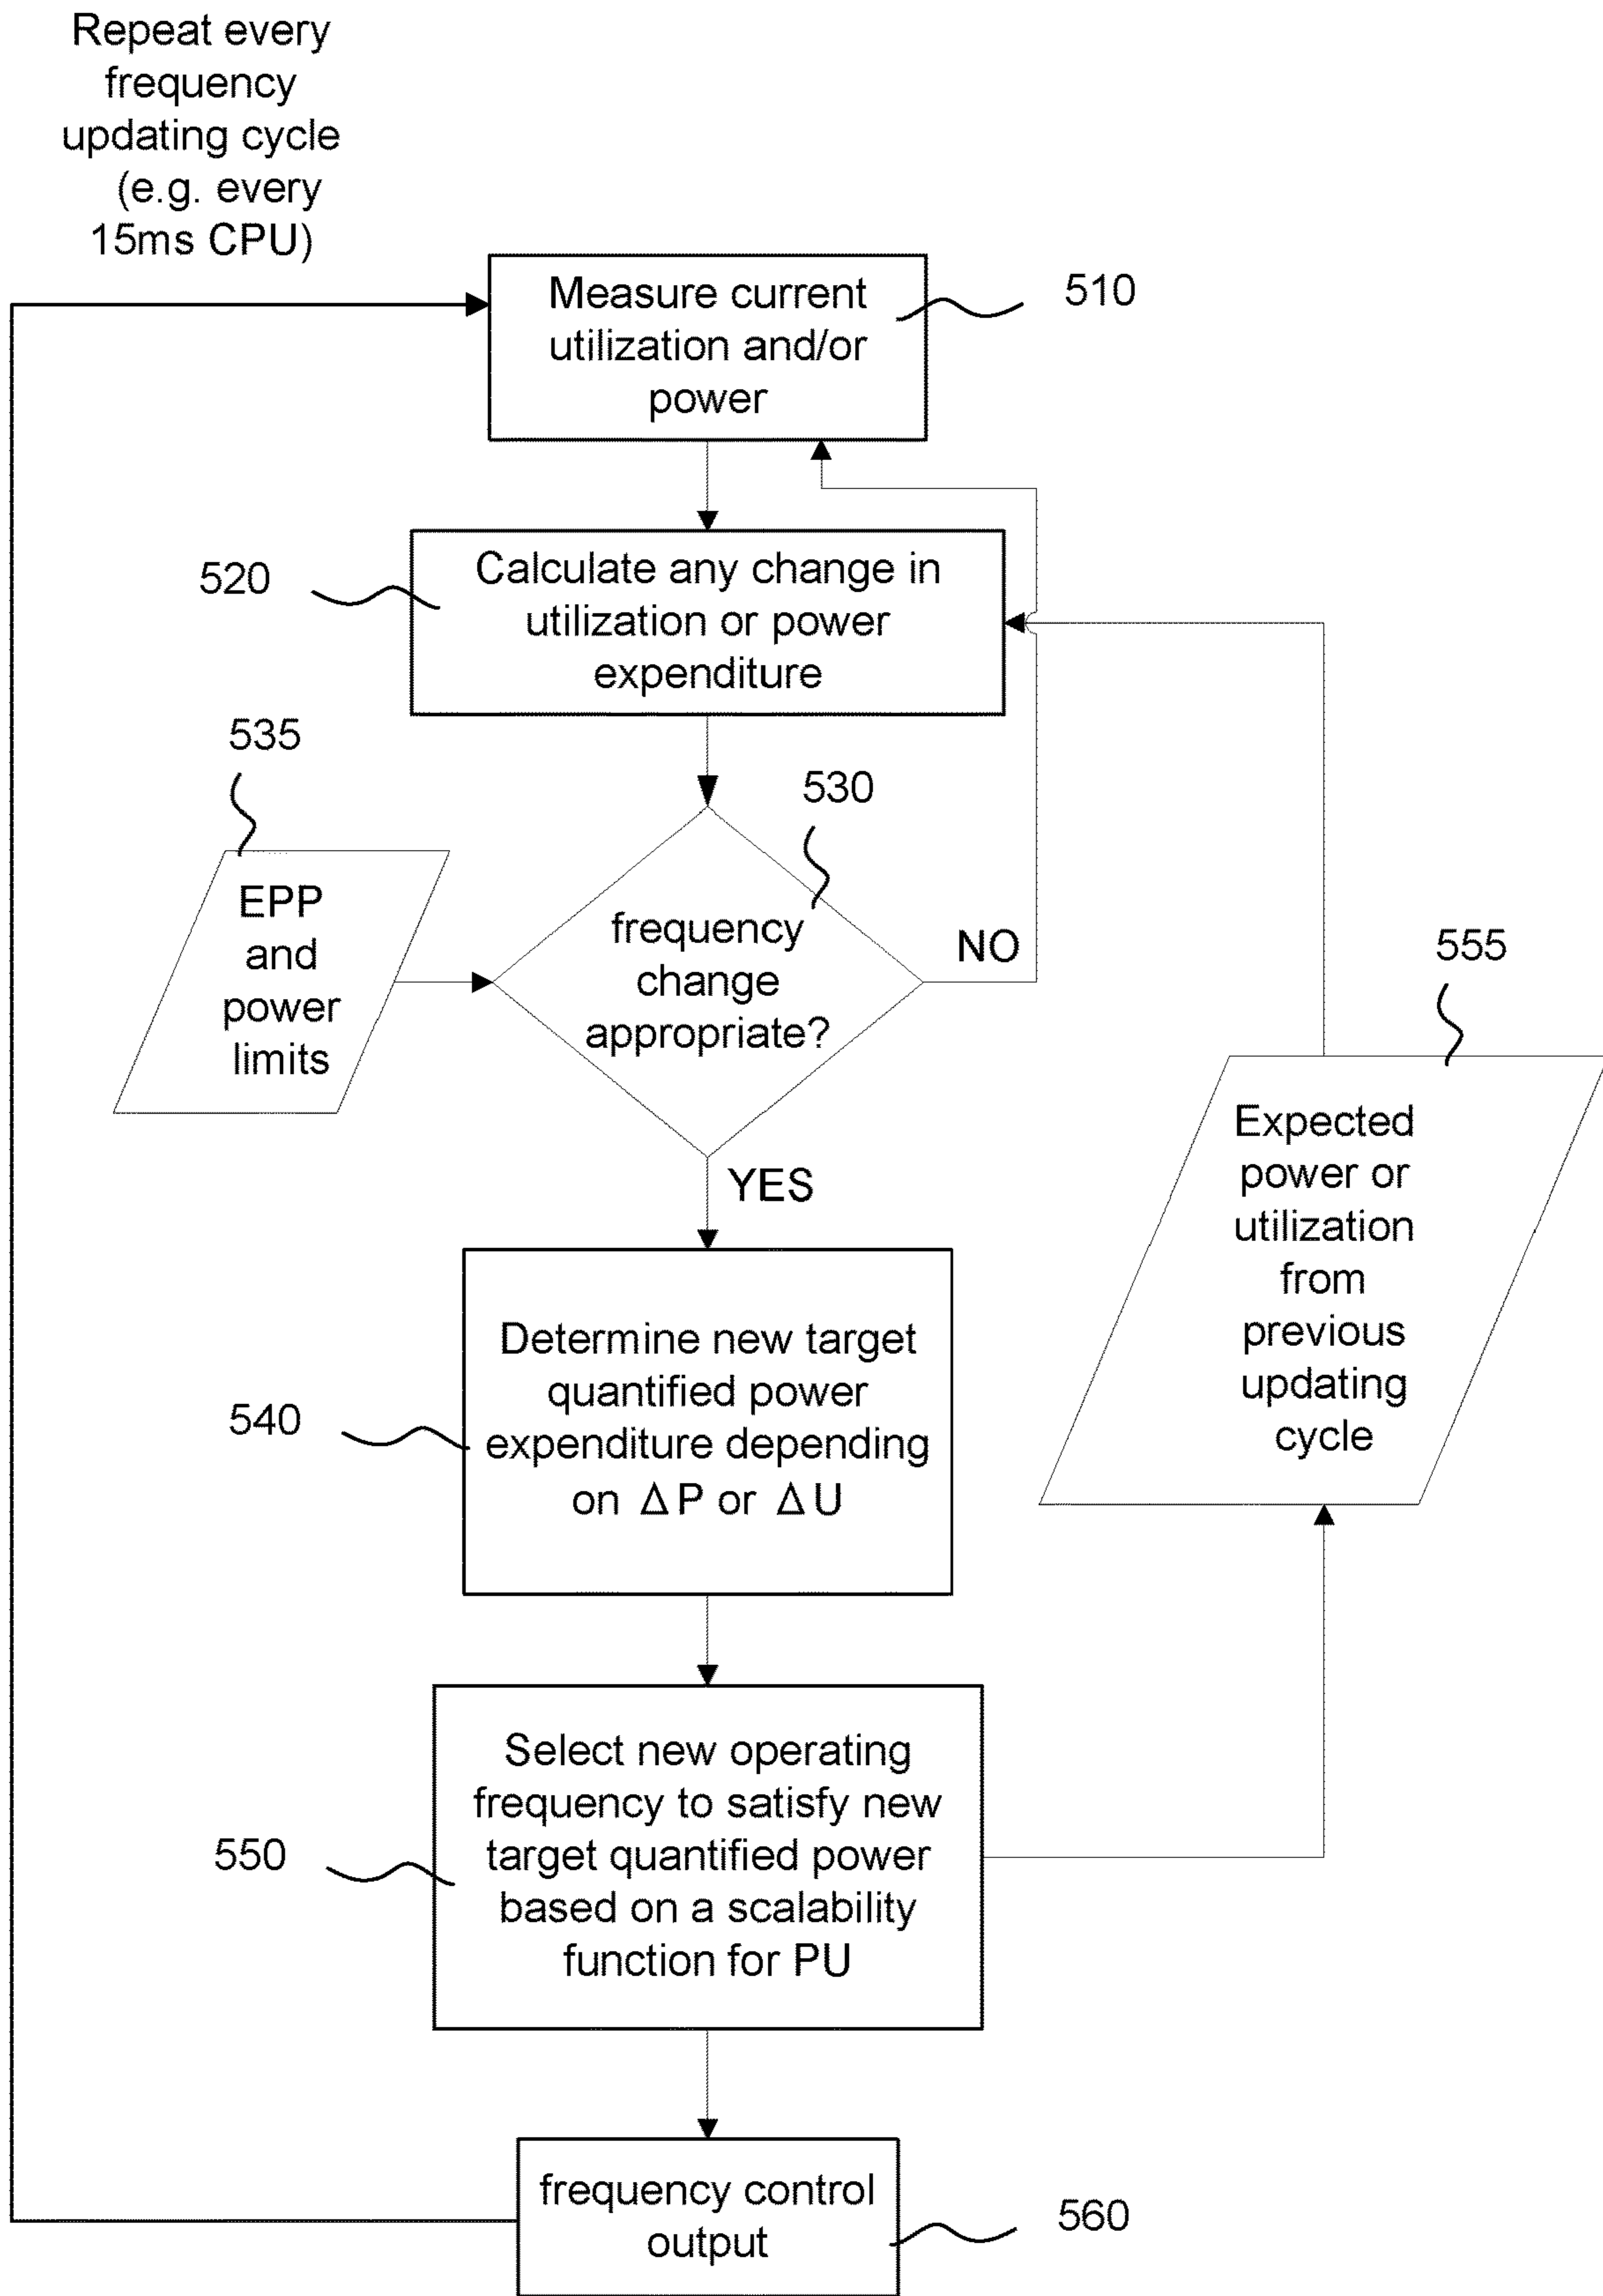 Repeat every
frequency
updating cycle
(e.g. every
15ms CPU)
Measure current
utilization and/or
power
510
520
Calculate any change in
utilization or power
expenditure
535
530
EPP
and
power
limits
frequency
change
appropriate?
NO
555
YES
Expected
power or
utilization
from
previous
updating
cycle
540
Determine new target
quantified power
expenditure depending
on ΔP or ΔU
550
Select new operating
frequency to satisfy new
target quantified power
based on a scalability
function for PU
frequency control
output
560